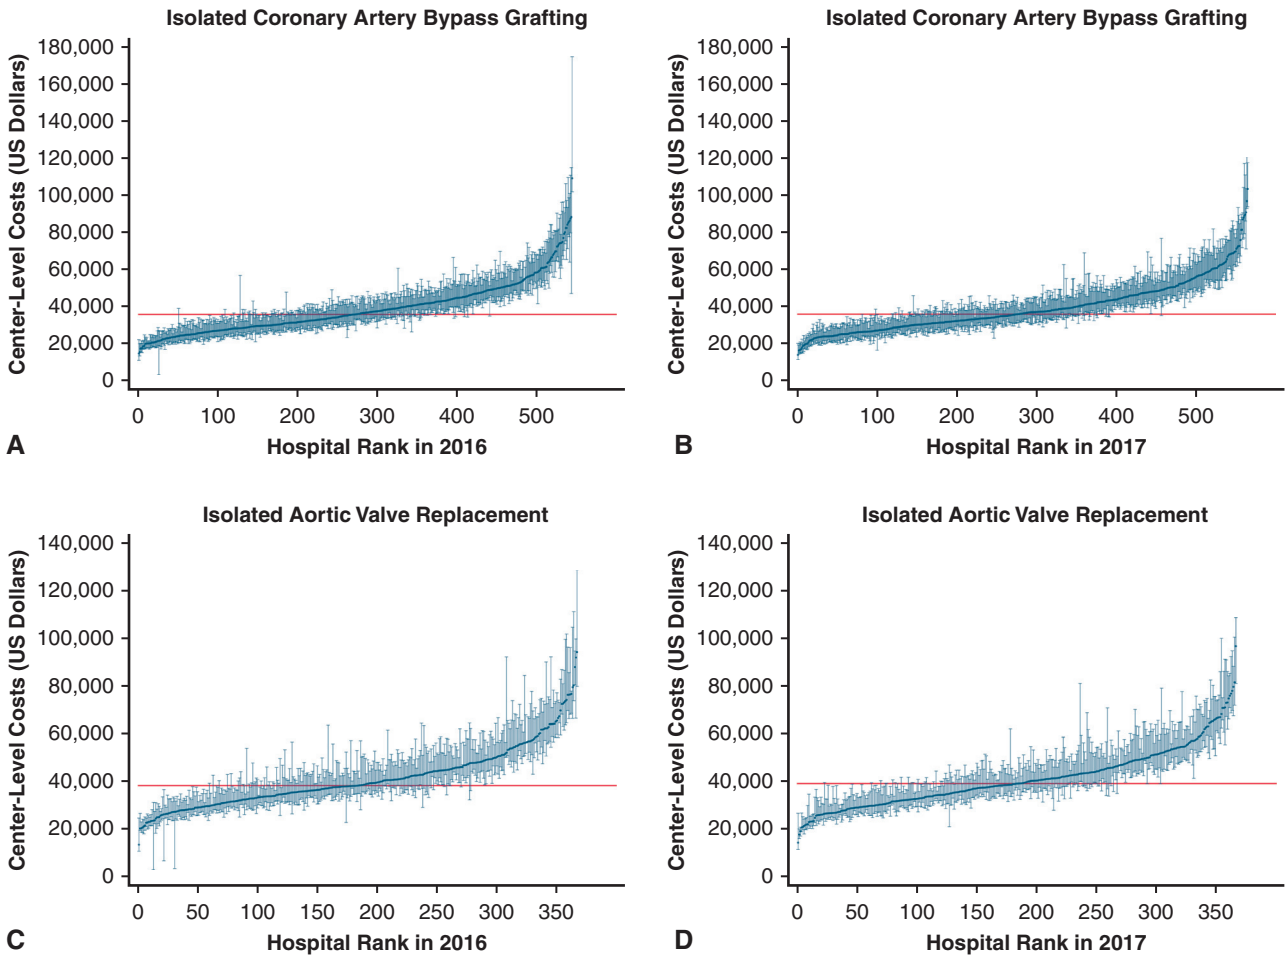 Isolated Coronary Artery Bypass Grafting
Center-Level Costs (US Dollars)
180,000
160,000
140,000
120,000
100,000
80,000
60,000
40,000
20,000
0
0 100 200 300 400 500
Hospital Rank in 2016
A
Isolated Coronary Artery Bypass Grafting
Center-Level Costs (US Dollars)
180,000
160,000
140,000
120,000
100,000
80,000
60,000
40,000
20,000
0
0 100 200 300 400 500
Hospital Rank in 2017
B
Isolated Aortic Valve Replacement
Center-Level Costs (US Dollars)
140,000
120,000
100,000
80,000
60,000
40,000
20,000
0
0 50 100 150 200 250 300 350
Hospital Rank in 2016
C
Isolated Aortic Valve Replacement
Center-Level Costs (US Dollars)
140,000
120,000
100,000
80,000
60,000
40,000
20,000
0
0 50 100 150 200 250 300 350
Hospital Rank in 2017
D